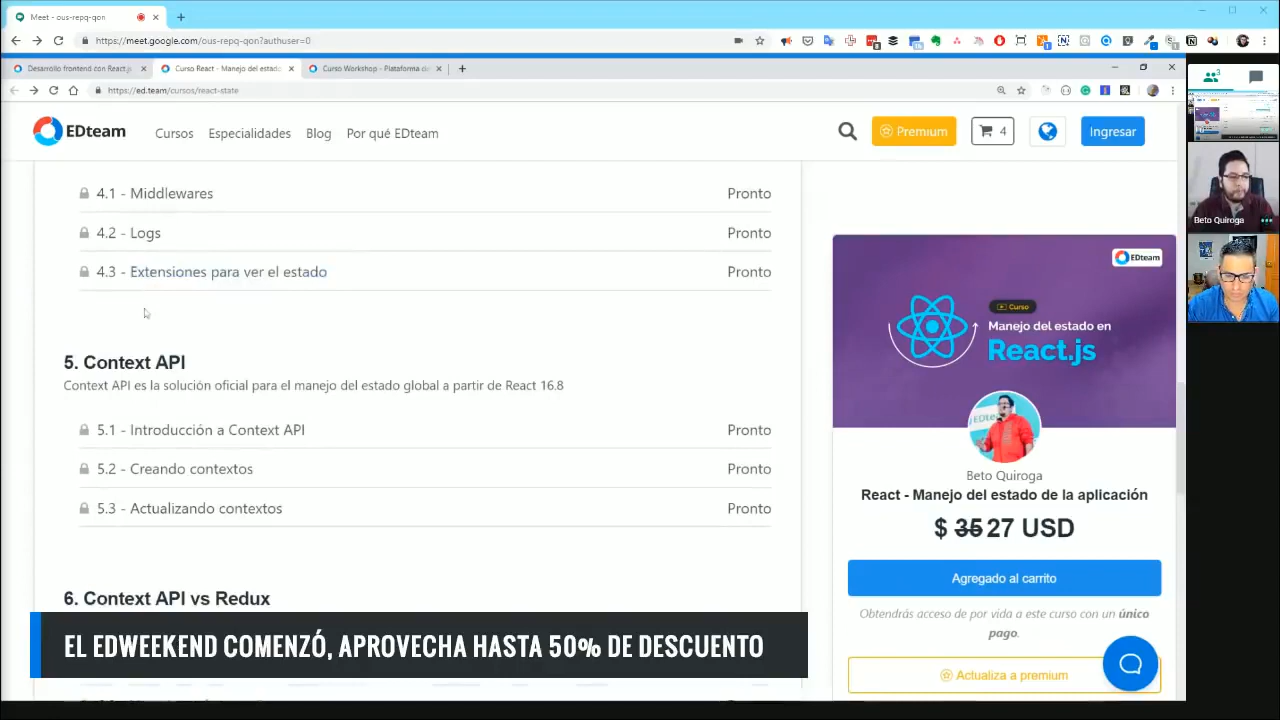 Meet - ous-repq-qon
https://meet.google.com/ous-repq-qon?authuser=0
Desarrollo frontend con React.js
Curso React - Manejo del estado
Curso Workshop - Plataforma de
https://ed.team/cursos/react-state
EDteam
Cursos
Especialidades
Blog
Por qué EDteam
Premium
4
Ingresar
4.1 - Middlewares
Pronto
4.2 - Logs
Pronto
4.3 - Extensiones para ver el estado
Pronto
5. Context API
Context API es la solución oficial para el manejo del estado global a partir de React 16.8
5.1 - Introducción a Context API
Pronto
5.2 - Creando contextos
Pronto
5.3 - Actualizando contextos
Pronto
6. Context API vs Redux
EL EDWEEKEND COMENZÓ, APROVECHA HASTA 50% DE DESCUENTO
EDteam
Curso
Manejo del estado en
React.js
Beto Quiroga
React - Manejo del estado de la aplicación
$ 35 27 USD
Agregado al carrito
Obtendrás acceso de por vida a este curso con un único
pago.
Actualiza a premium
3
Beto Quiroga